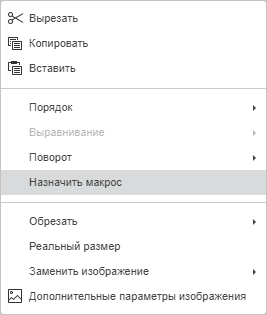 Вырезать
Копировать
Вставить
Порядок
Выравнивание
Поворот
Назначить макрос
Обрезать
Реальный размер
Заменить изображение
Дополнительные параметры изображения